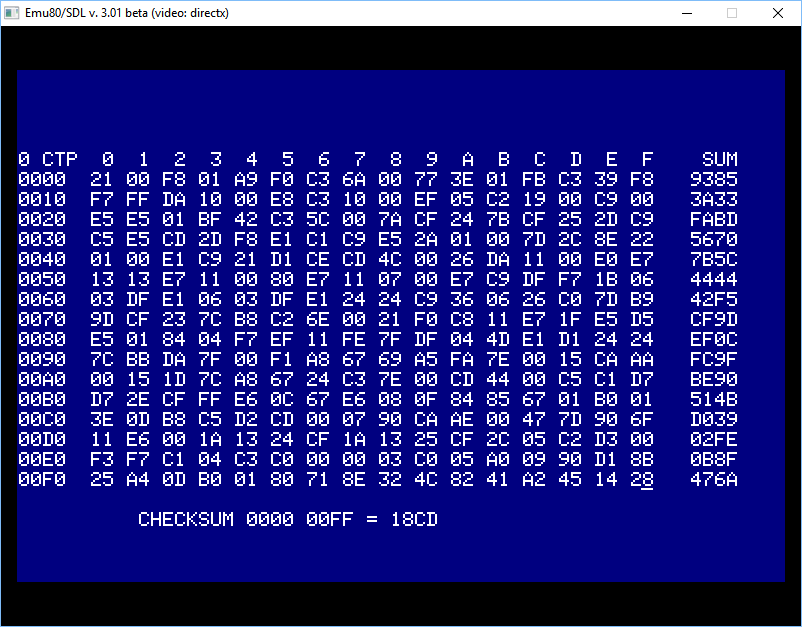 Emu80/SDL v. 3.01 beta (video: directx)
0 CTP 0 1 2 3 4 5 6 7 8 9 A B C D E F SUM
0000 21 00 F8 01 A9 F0 C3 6A 00 77 3E 01 FB C3 39 F8 9385
0010 F7 FF DA 10 00 E8 C3 10 00 EF 05 C2 19 00 C9 00 3A33
0020 E5 E5 01 BF 42 C3 5C 00 7A CF 24 7B CF 25 2D C9 FABD
0030 C5 E5 CD 2D F8 E1 C1 C9 E5 2A 01 00 7D 2C 8E 22 5670
0040 01 00 E1 C9 21 D1 CE CD 4C 00 26 DA 11 00 E0 E7 7B5C
0050 13 13 E7 11 00 80 E7 11 07 00 E7 C9 DF F7 1B 06 4444
0060 03 DF E1 06 03 DF E1 24 24 C9 36 06 26 C0 7D B9 42F5
0070 9D CF 23 7C B8 C2 6E 00 21 F0 C8 11 E7 1F E5 D5 CF9D
0080 E5 01 84 04 F7 EF 11 FE 7F DF 04 4D E1 D1 24 24 EF0C
0090 7C BB DA 7F 00 F1 A8 67 69 A5 FA 7E 00 15 CA AA FC9F
00A0 00 15 1D 7C A8 67 24 C3 7E 00 CD 44 00 C5 C1 D7 BE90
00B0 D7 2E CF FF E6 0C 67 E6 08 0F 84 85 67 01 B0 01 514B
00C0 3E 0D B8 C5 D2 CD 00 07 90 CA AE 00 47 7D 90 6F D039
00D0 11 E6 00 1A 13 24 CF 1A 13 25 CF 2C 05 C2 D3 00 02FE
00E0 F3 F7 C1 04 C3 C0 00 00 03 C0 05 A0 09 90 D1 8B 0B8F
00F0 25 A4 0D B0 01 80 71 8E 32 4C 82 41 A2 45 14 28 476A
CHECKSUM 0000 00FF = 18CD